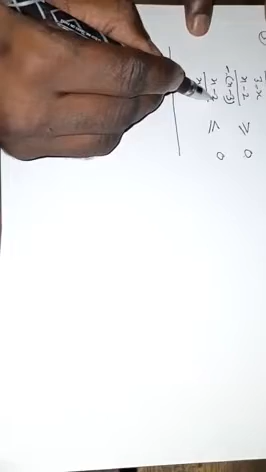 3-x
x-2 ≥ 0
-(x-3)
x-2 ≤ 0
x